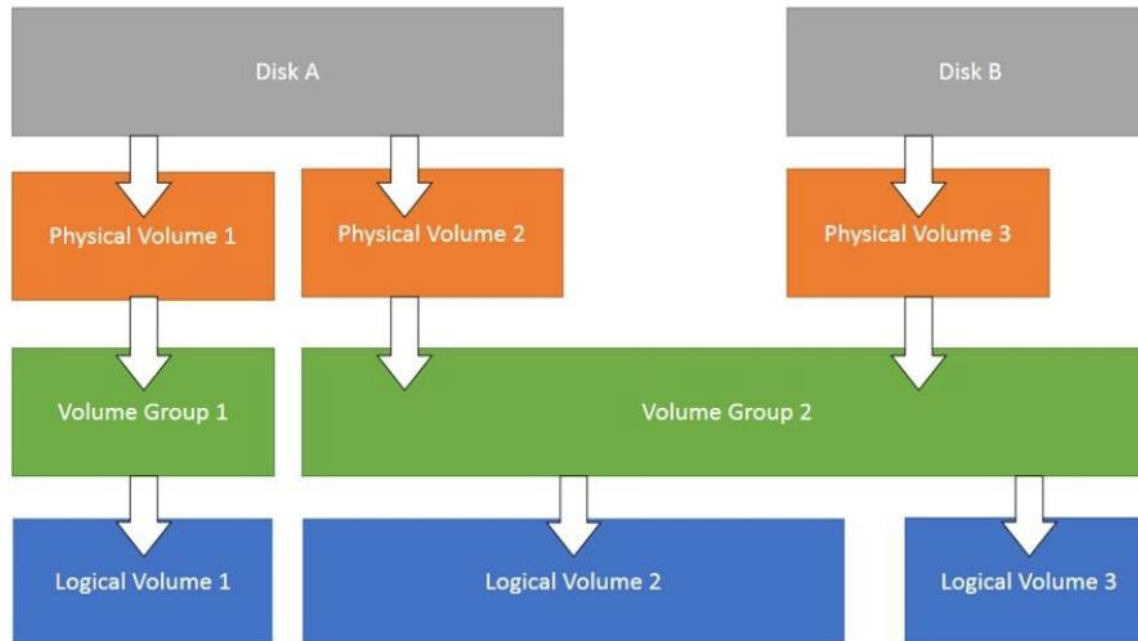 Disk A
Disk B
Physical Volume 1
Physical Volume 2
Physical Volume 3
Volume Group 1
Volume Group 2
Logical Volume 1
Logical Volume 2
Logical Volume 3